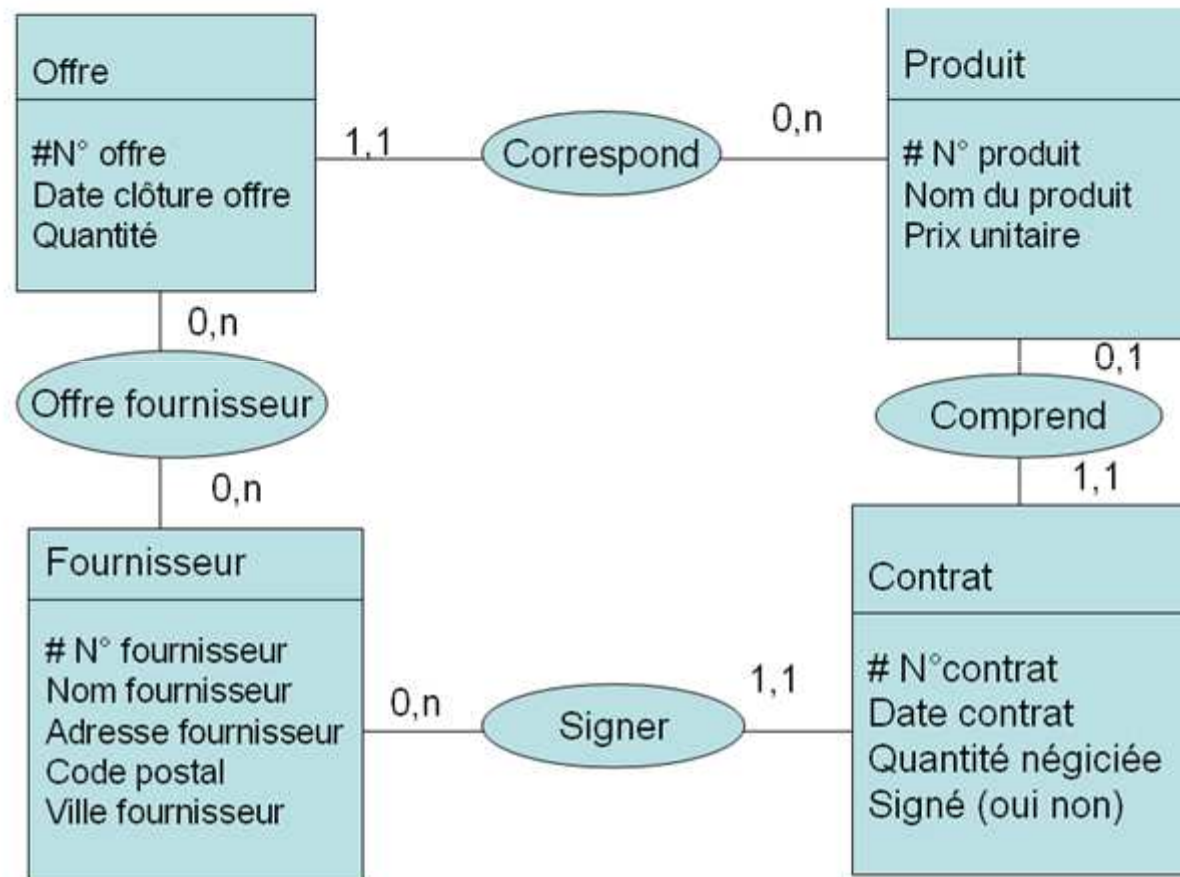 Offre
#N° offre
Date clôture offre
Quantité
1,1
Correspond
0,n
Produit
# N° produit
Nom du produit
Prix unitaire
0,n
Offre fournisseur
0,n
0,1
Comprend
1,1
Fournisseur
# N° fournisseur
Nom fournisseur
Adresse fournisseur
Code postal
Ville fournisseur
0,n
Signer
1,1
Contrat
# N°contrat
Date contrat
Quantité négiciée
Signé (oui non)